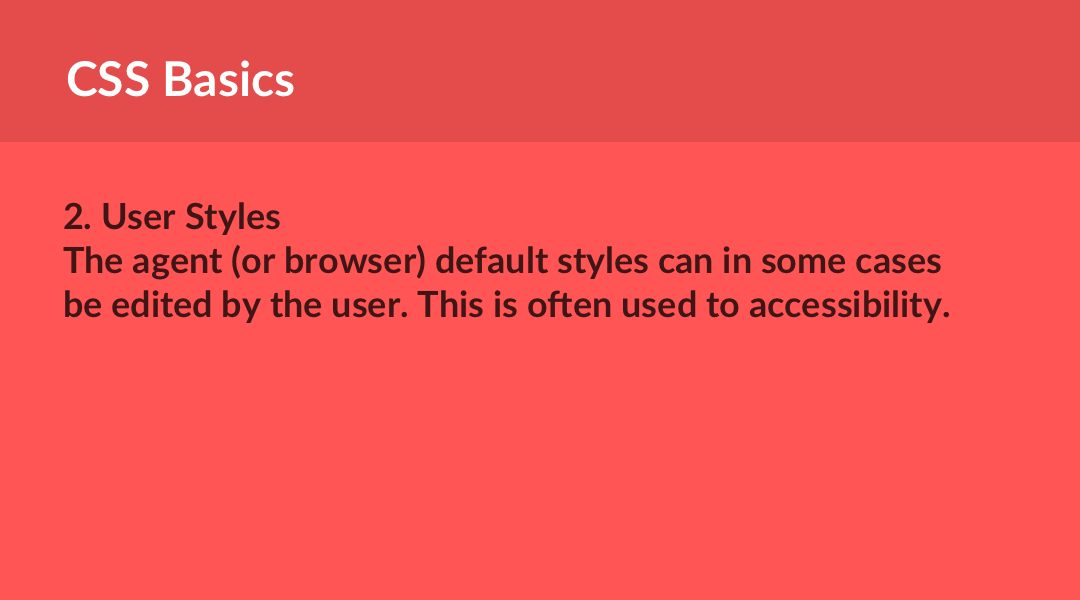 CSS Basics
2. User Styles
The agent (or browser) default styles can in some cases
be edited by the user. This is often used to accessibility.